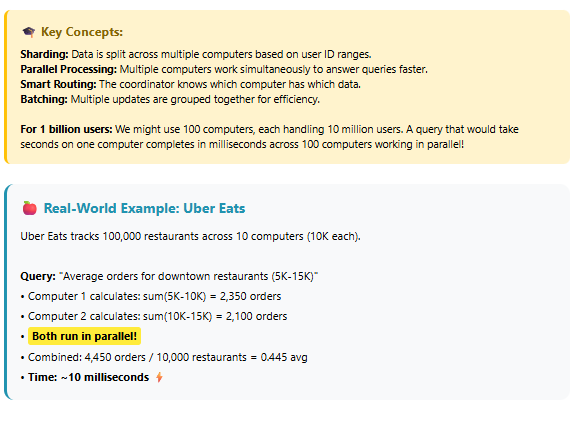 🎓 Key Concepts:
Sharding: Data is split across multiple computers based on user ID ranges.
Parallel Processing: Multiple computers work simultaneously to answer queries faster.
Smart Routing: The coordinator knows which computer has which data.
Batching: Multiple updates are grouped together for efficiency.
For 1 billion users: We might use 100 computers, each handling 10 million users. A query that would take
seconds on one computer completes in milliseconds across 100 computers working in parallel!
🍎 Real-World Example: Uber Eats
Uber Eats tracks 100,000 restaurants across 10 computers (10K each).
Query: "Average orders for downtown restaurants (5K-15K)"
• Computer 1 calculates: sum(5K-10K) = 2,350 orders
• Computer 2 calculates: sum(10K-15K) = 2,100 orders
• Both run in parallel!
• Combined: 4,450 orders / 10,000 restaurants = 0.445 avg
• Time: ~10 milliseconds ⚡